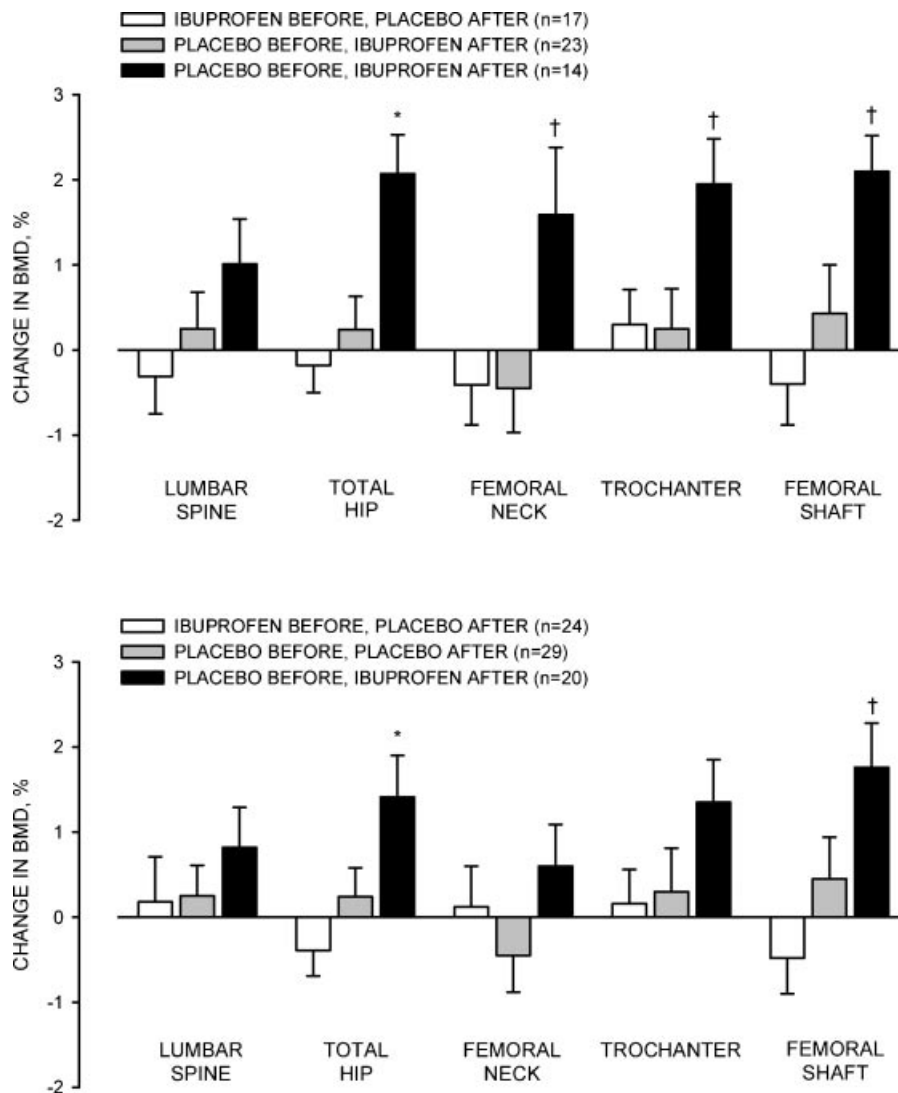 IBUPROFEN BEFORE, PLACEBO AFTER (n=17)
PLACEBO BEFORE, IBUPROFEN AFTER (n=23)
PLACEBO BEFORE, IBUPROFEN AFTER (n=14)
CHANGE IN BMD, %
3
2
1
0
-1
-2
* † † †
LUMBAR SPINE
TOTAL HIP
FEMORAL NECK
TROCHANTER
FEMORAL SHAFT
IBUPROFEN BEFORE, PLACEBO AFTER (n=24)
PLACEBO BEFORE, PLACEBO AFTER (n=29)
PLACEBO BEFORE, IBUPROFEN AFTER (n=20)
CHANGE IN BMD, %
3
2
1
0
-1
-2
* †
LUMBAR SPINE
TOTAL HIP
FEMORAL NECK
TROCHANTER
FEMORAL SHAFT